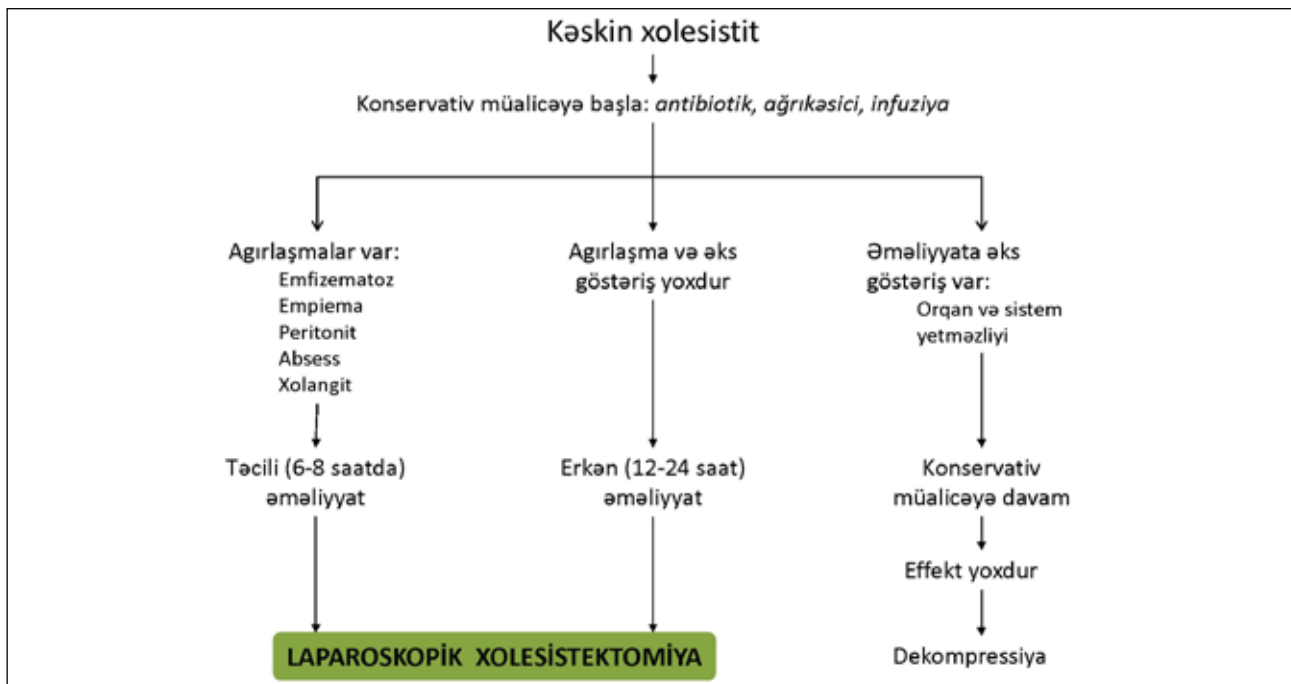 Kəskin xolesistit
Konservativ müalicəyə başla: antibiotik, ağrıkəsici, infuziya
Agırlaşmalar var:
Emfizematoz
Empiema
Peritonit
Absess
Xolangit
Təcili (6-8 saatda)
əməliyyat
Agırlaşma və əks
göstəriş yoxdur
Erkən (12-24 saat)
əməliyyat
LAPAROSKOPİK XOLESİSTEKTOMİYA
Əməliyyata əks
göstəriş var:
Orqan və sistem
yetməzliyi
Konservativ
müalicəyə davam
Effekt yoxdur
Dekompressiya